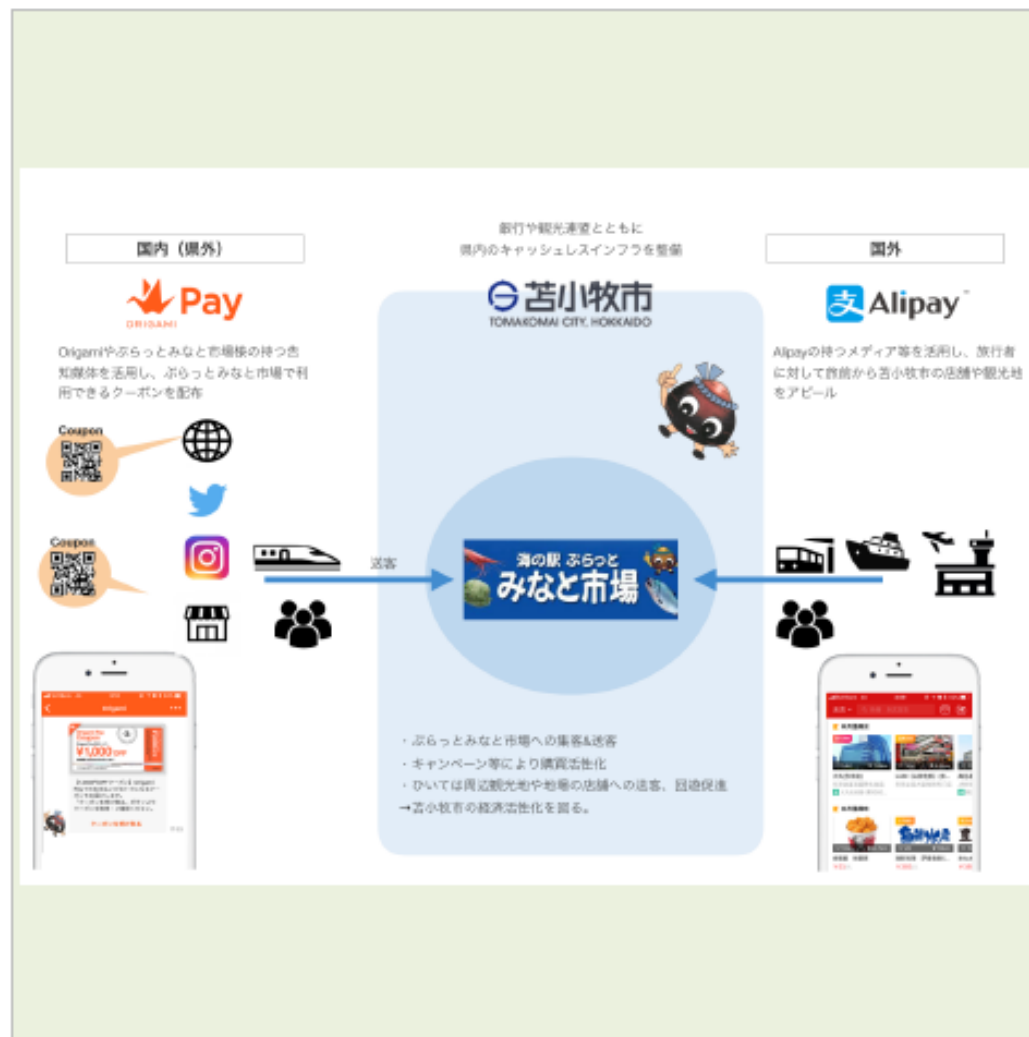 銀行や観光連盟とともに
県内のキャッシュレスインフラを整備
国内（県外）
国外
Pay
ORIGAMI
苫小牧市
TOMAKOMAI CITY, HOKKAIDO
支 Alipay
Origamiやぷらっとみなと市場様の持つ告
知媒体を活用し、ぷらっとみなと市場で利
用できるクーポンを配布
Alipayの持つメディア等を活用し、旅行者
に対して旅前から苫小牧市の店舗や観光地
をアピール
Coupon
Coupon
送客
海の駅 ぷらっと
みなと市場
・ぷらっとみなと市場への集客&送客
・キャンペーン等により購買活性化
・ひいては周辺観光地や地場の店舗への送客、回遊促進
→苫小牧市の経済活性化を図る。
Origami
¥1,000 OFF